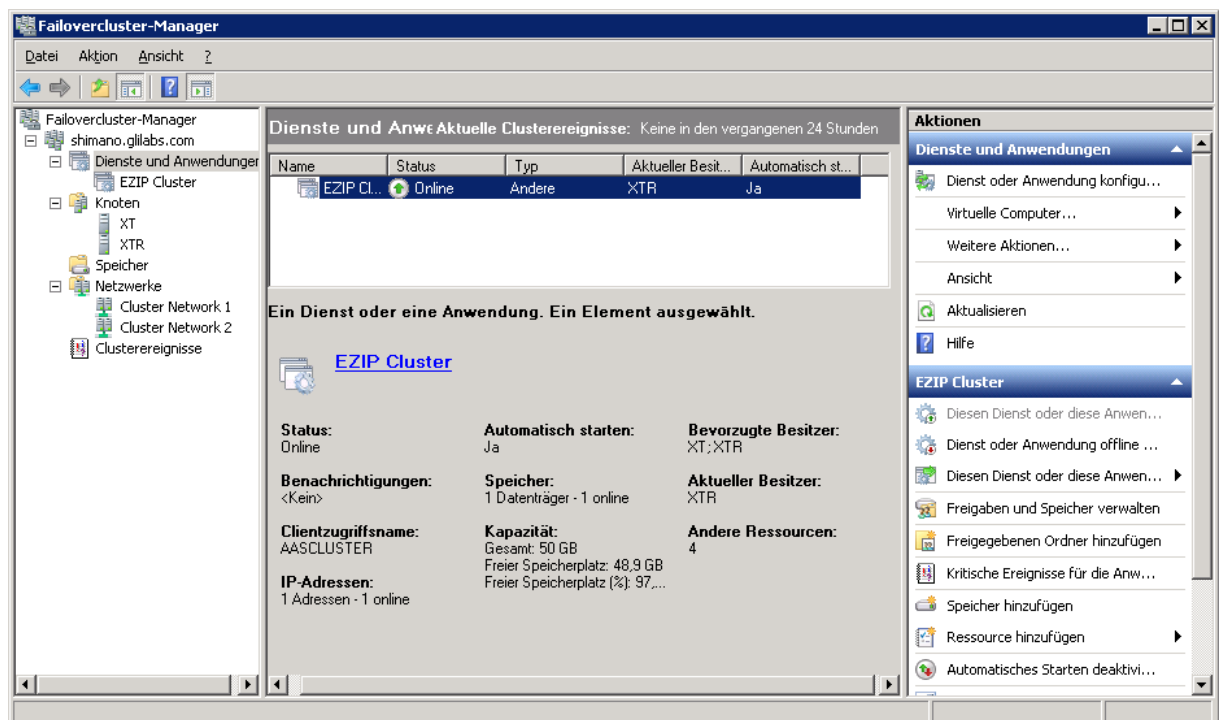 Failovercluster-Manager
Datei Aktion Ansicht ?
Failovercluster-Manager
shimano.glilabs.com
Dienste und Anwendunger
EZIP Cluster
Knoten
XT
XTR
Speicher
Netzwerke
Cluster Network 1
Cluster Network 2
Clusterereignisse
Dienste und Anwe Aktuelle Clusterereignisse: Keine in den vergangenen 24 Stunden
Name Status Typ Aktueller Besit... Automatisch st...
EZIP Cl... Online Andere XTR Ja
Ein Dienst oder eine Anwendung. Ein Element ausgewählt.
EZIP Cluster
Status: Automatisch starten: Bevorzugte Besitzer:
Online Ja XT;XTR
Benachrichtigungen: Speicher: Aktueller Besitzer:
<Kein> 1 Datenträger - 1 online XTR
Clientzugriffsname: Kapazität: Andere Ressourcen:
AASCLUSTER Gesamt: 50 GB 4
Freier Speicherplatz: 48,9 GB
IP-Adressen: Freier Speicherplatz (%): 97,...
1 Adressen - 1 online
Aktionen
Dienste und Anwendungen
Dienst oder Anwendung konfigu...
Virtuelle Computer...
Weitere Aktionen...
Ansicht
Aktualisieren
Hilfe
EZIP Cluster
Diesen Dienst oder diese Anwen...
Dienst oder Anwendung offline ...
Diesen Dienst oder diese Anwen...
Freigaben und Speicher verwalten
Freigegebenen Ordner hinzufügen
Kritische Ereignisse für die Anw...
Speicher hinzufügen
Ressource hinzufügen
Automatisches Starten deaktivi...